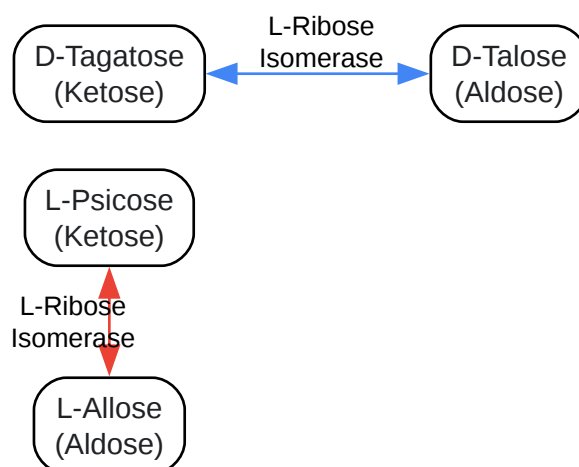 L-Ribose
Isomerase
D-Tagatose
(Ketose)
D-Talose
(Aldose)
L-Psicose
(Ketose)
L-Ribose
Isomerase
L-Allose
(Aldose)